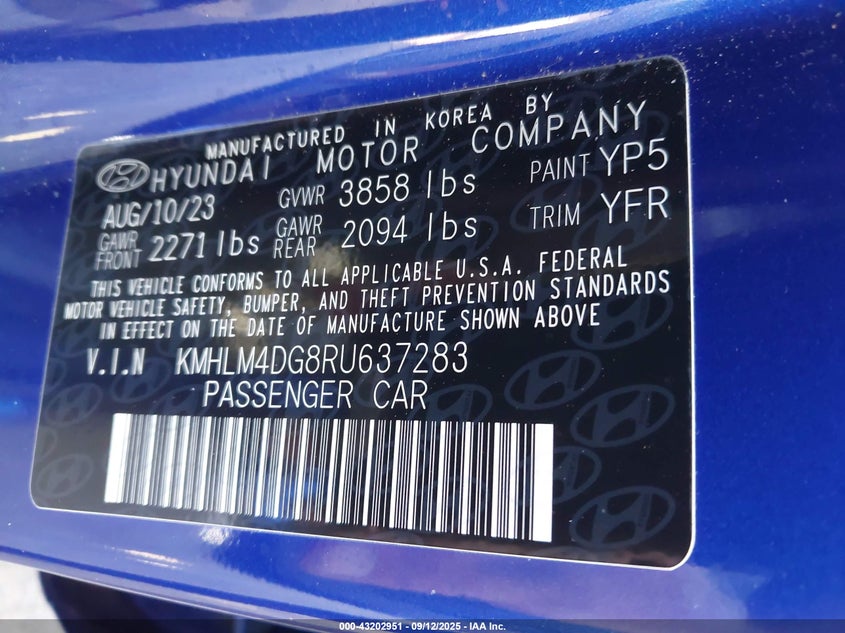 MANUFACTURED IN KOREA BY
HYUNDAI MOTOR COMPANY
AUG/10/23 GVWR 3858 lbs PAINT YP5
GAWR FRONT 2271 lbs GAWR REAR 2094 lbs TRIM YFR
THIS VEHICLE CONFORMS TO ALL APPLICABLE U.S.A. FEDERAL
MOTOR VEHICLE SAFETY, BUMPER, AND THEFT PREVENTION STANDARDS
IN EFFECT ON THE DATE OF MANUFACTURE SHOWN ABOVE
V.I.N KMHLM4DG8RU637283
PASSENGER CAR
000-43202951 - 09/12/2025 - IAA Inc.